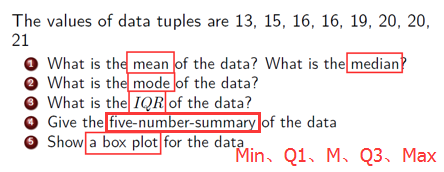 The values of data tuples are 13, 15, 16, 16, 19, 20, 20,
21
1 What is the mean of the data? What is the median?
2 What is the mode of the data?
3 What is the IQR of the data?
4 Give the five-number-summary of the data
5 Show a box plot for the data
Min、Q1、M、Q3、Max